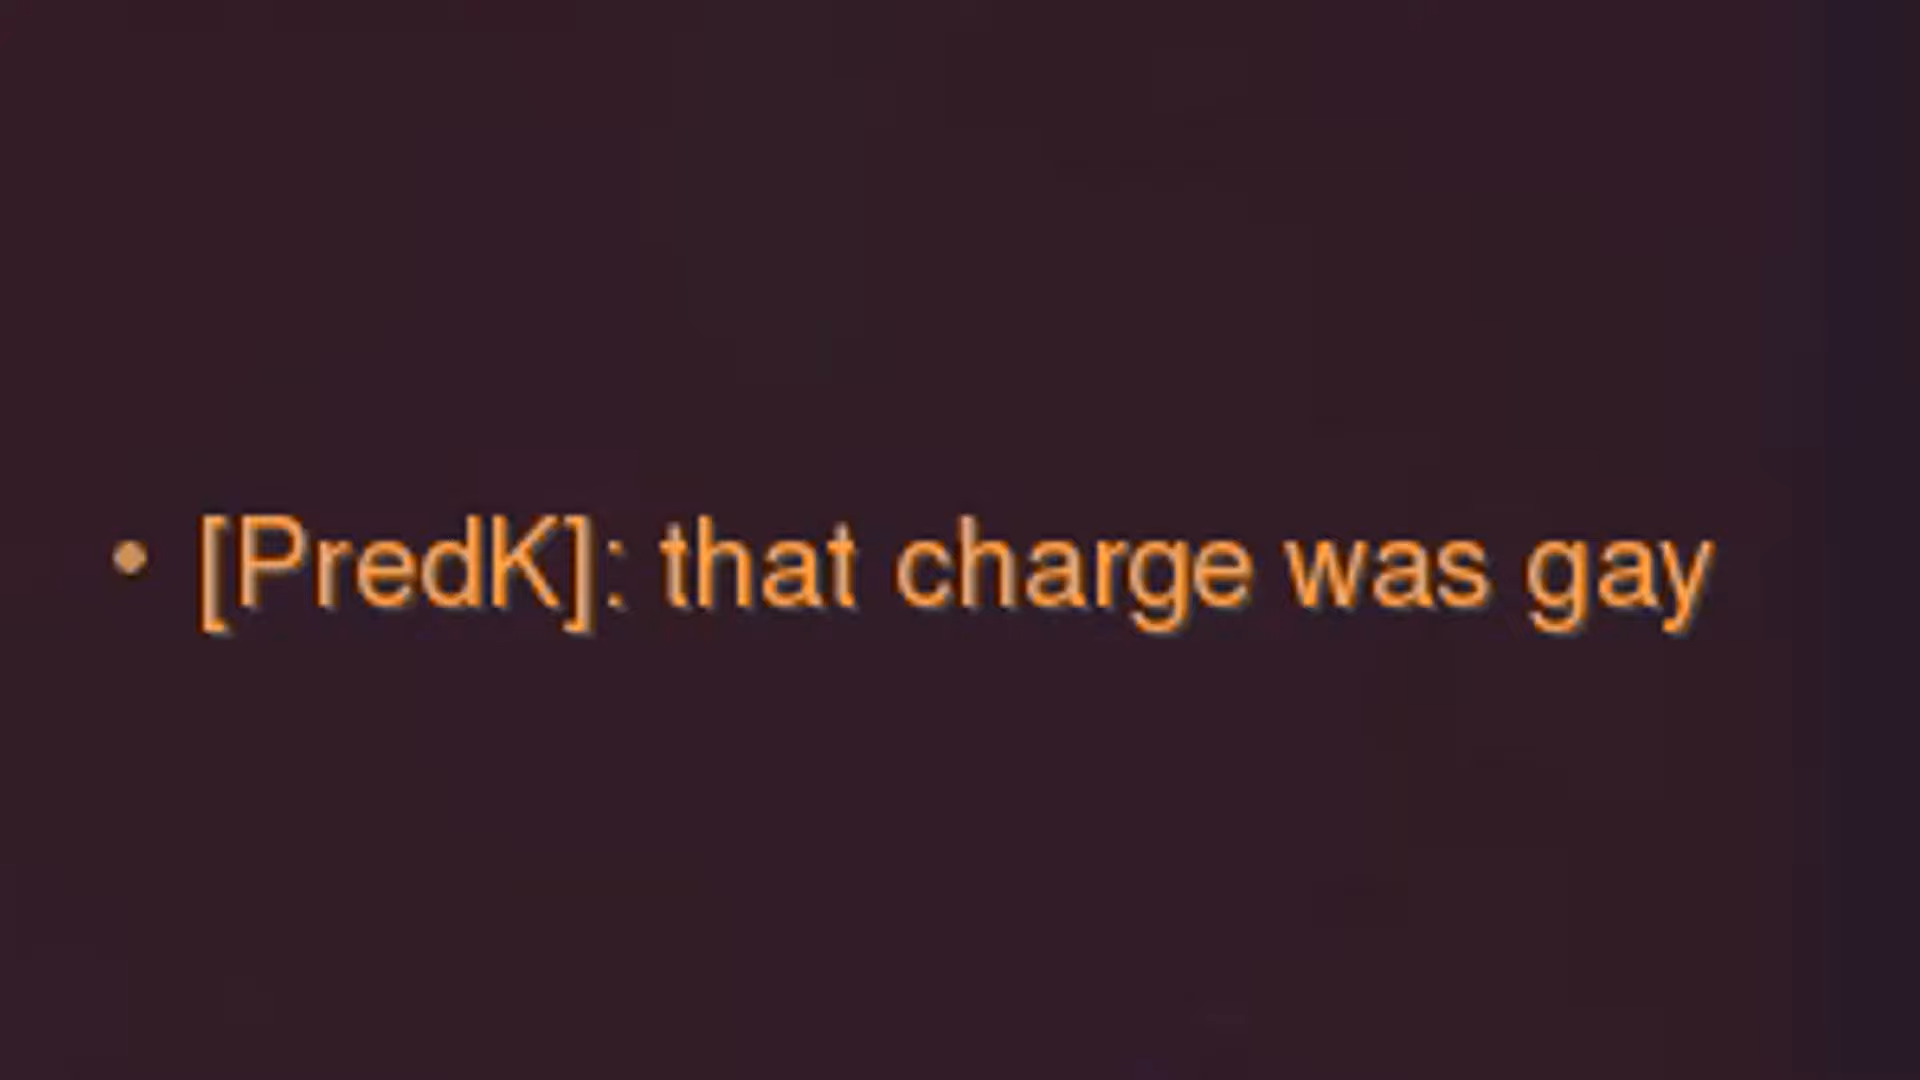 • [PredK]: that charge was gay